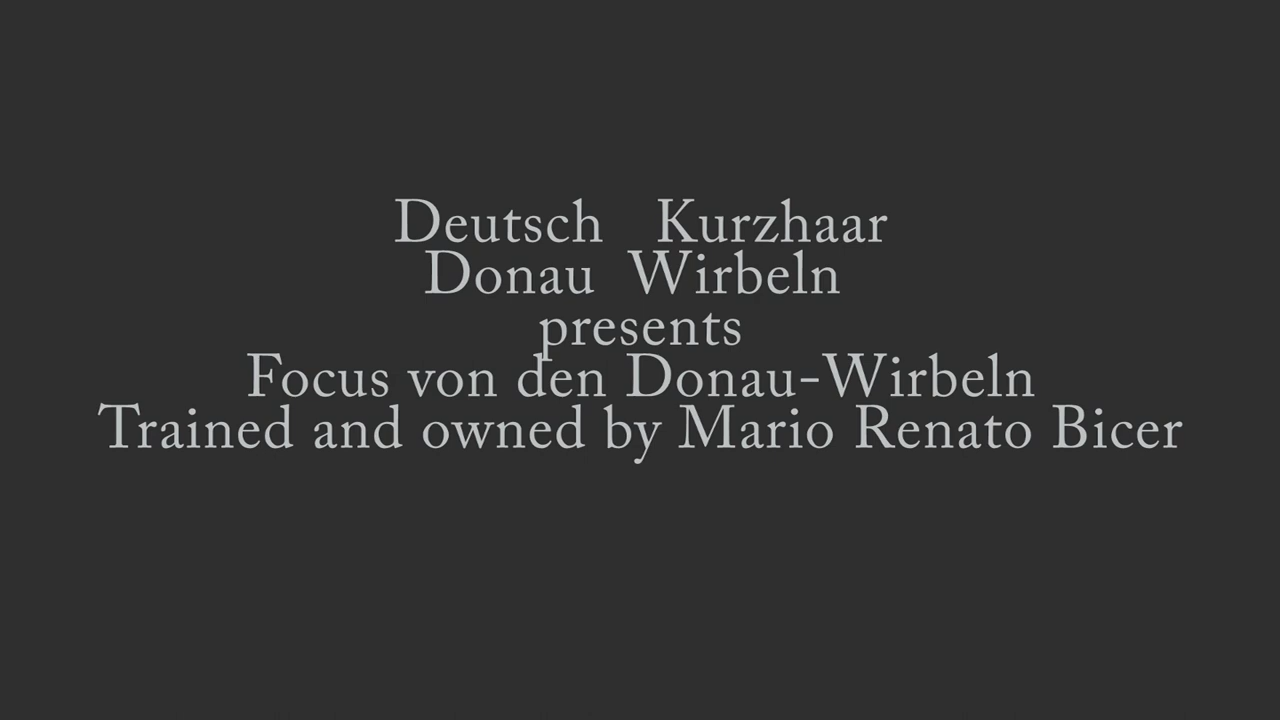 Deutsch Kurzhaar
Donau Wirbeln
presents
Focus von den Donau-Wirbeln
Trained and owned by Mario Renato Bicer